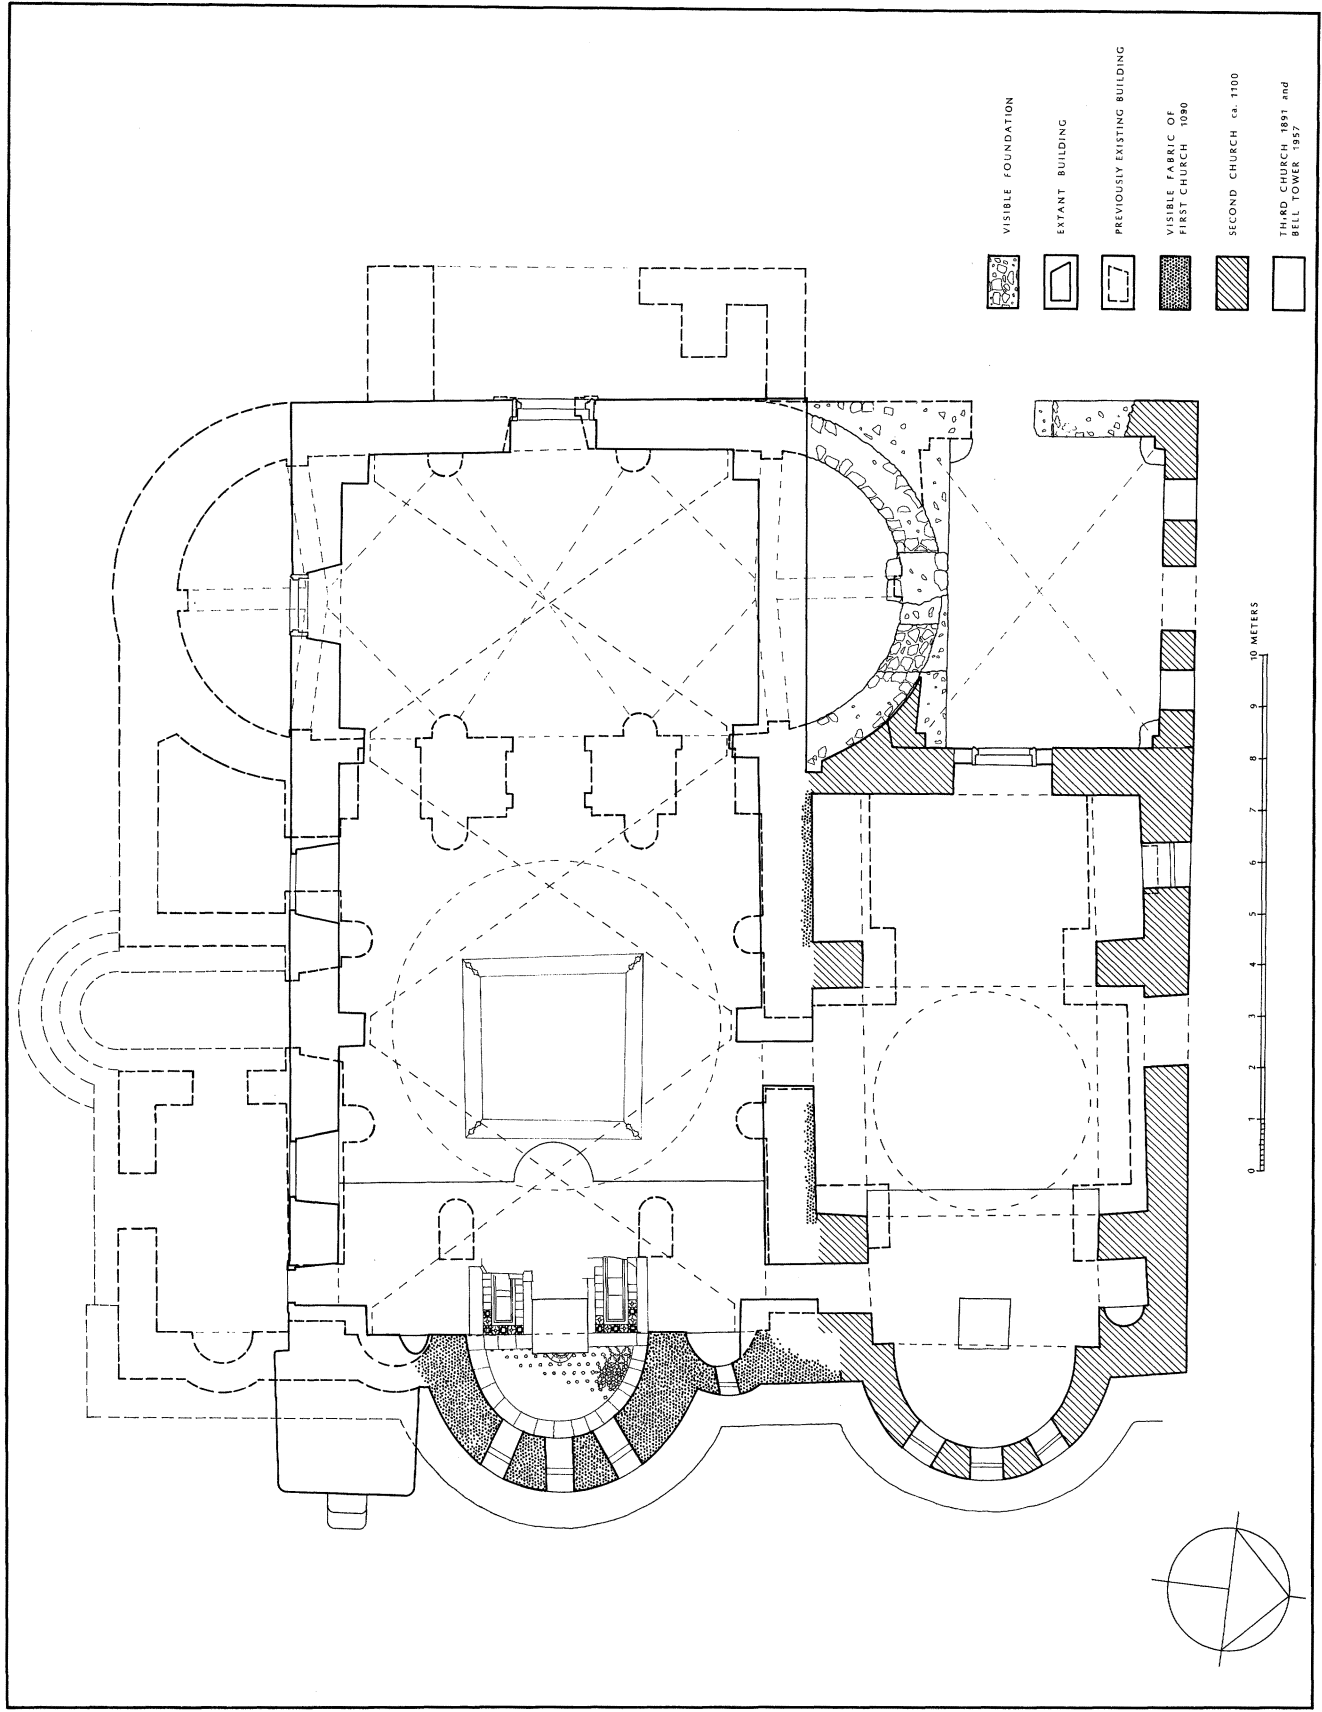 VISIBLE FOUNDATION
EXTANT BUILDING
PREVIOUSLY EXISTING BUILDING
VISIBLE FABRIC OF
FIRST CHURCH 1090
SECOND CHURCH ca. 1100
THIRD CHURCH 1891 and
BELL TOWER 1957
0 1 2 3 4 5 6 7 8 9 10 METERS